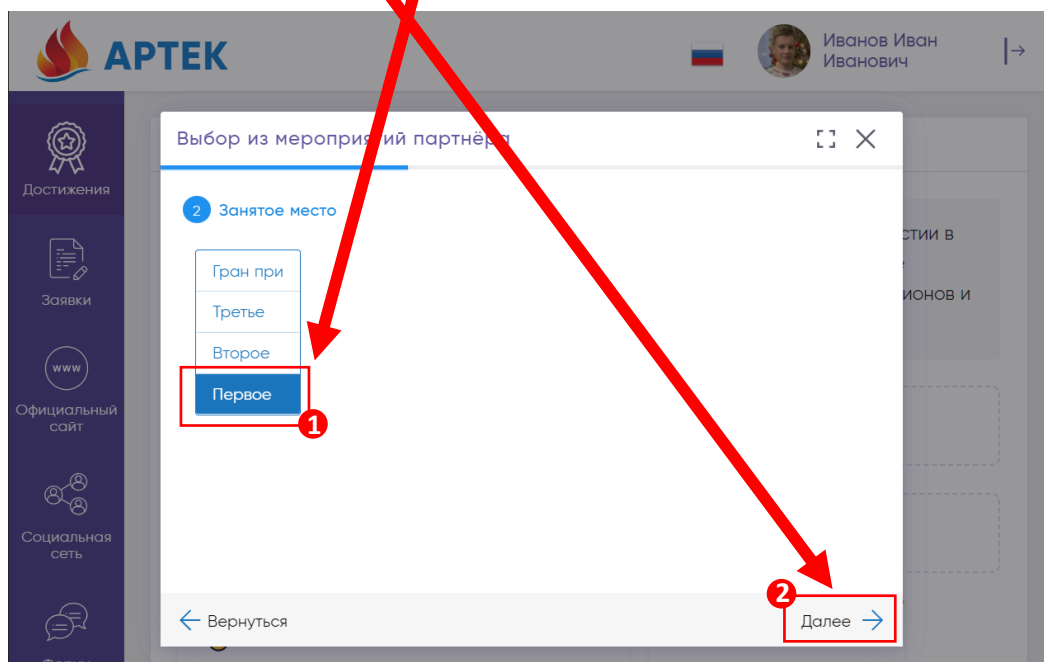 АРТЕК
Иванов Иван
Иванович
Достижения
Заявки
www
Официальный
сайт
Социальная
сеть
Выбор из мероприятий партнёра
2 Занятое место
Гран при
Третье
Второе
Первое
1
стии в
ионов и
2
Вернуться
Далее